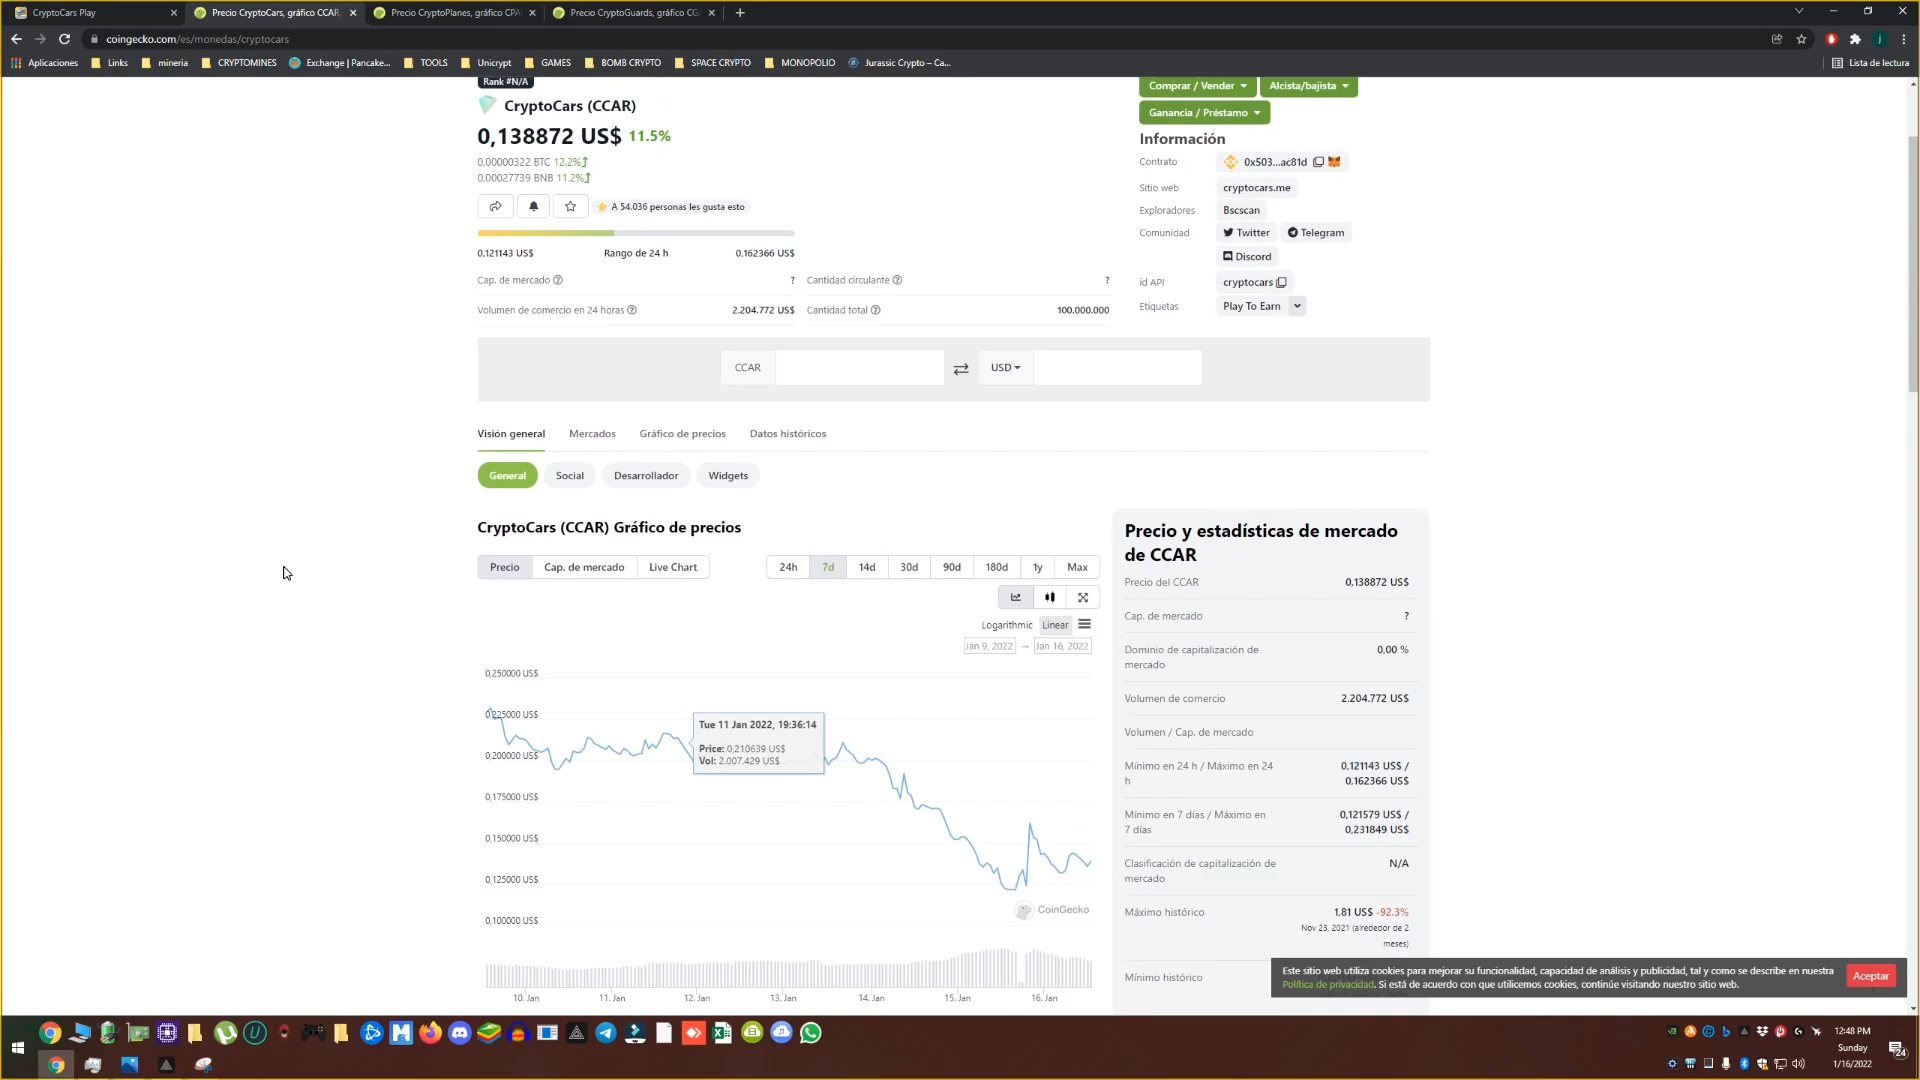 CryptoCars Play
Precio CryptoCars, gráfico CCAR,
Precio CryptoPlanes, gráfico CPA
Precio CryptoGuards, gráfico CG
coingecko.com/es/monedas/cryptocars
Aplicaciones
Links
mineria
CRYPTOMINES
Exchange | Pancake...
TOOLS
Unicrypt
GAMES
BOMB CRYPTO
SPACE CRYPTO
MONOPOLIO
Jurassic Crypto – Ca...
Lista de lectura
Rank #N/A
CryptoCars (CCAR)
0,138872 US$ 11.5%
0,00000322 BTC 12.2%
0,00027739 BNB 11.2%
A 54.036 personas les gusta esto
0,121143 US$ Rango de 24 h 0,162366 US$
Cap. de mercado ?
Cantidad circulante ?
Volumen de comercio en 24 horas 2.204.772 US$
Cantidad total 100.000.000
Comprar / Vender
Alcista/bajista
Ganancia / Préstamo
Información
Contrato 0x503...ac81d
Sitio web cryptocars.me
Exploradores Bscscan
Comunidad Twitter Telegram
Discord
id API cryptocars
Etiquetas Play To Earn
CCAR USD
Visión general Mercados Gráfico de precios Datos históricos
General Social Desarrollador Widgets
CryptoCars (CCAR) Gráfico de precios
Precio Cap. de mercado Live Chart
24h 7d 14d 30d 90d 180d 1y Max
Logarithmic Linear
Jan 9, 2022 → Jan 16, 2022
0,250000 US$
0,225000 US$
0,200000 US$
0,175000 US$
0,150000 US$
0,125000 US$
0,100000 US$
Tue 11 Jan 2022, 19:36:14
Price: 0,210639 US$
Vol: 2.007.429 US$
CoinGecko
10. Jan 11. Jan 12. Jan 13. Jan 14. Jan 15. Jan 16. Jan
Precio y estadísticas de mercado
de CCAR
Precio del CCAR 0,138872 US$
Cap. de mercado ?
Dominio de capitalización de
mercado
0,00 %
Volumen de comercio 2.204.772 US$
Volumen / Cap. de mercado
Mínimo en 24 h / Máximo en 24
h
0,121143 US$ /
0,162366 US$
Mínimo en 7 días / Máximo en
7 días
0,121579 US$ /
0,231849 US$
Clasificación de capitalización de
mercado
N/A
Máximo histórico 1,81 US$ -92.3%
Nov 23, 2021 (alrededor de 2
meses)
Mínimo histórico
Este sitio web utiliza cookies para mejorar su funcionalidad, capacidad de análisis y publicidad, tal y como se describe en nuestra
Política de privacidad. Si está de acuerdo con que utilicemos cookies, continúe visitando nuestro sitio web.
Aceptar
12:48 PM
Sunday
1/16/2022
24